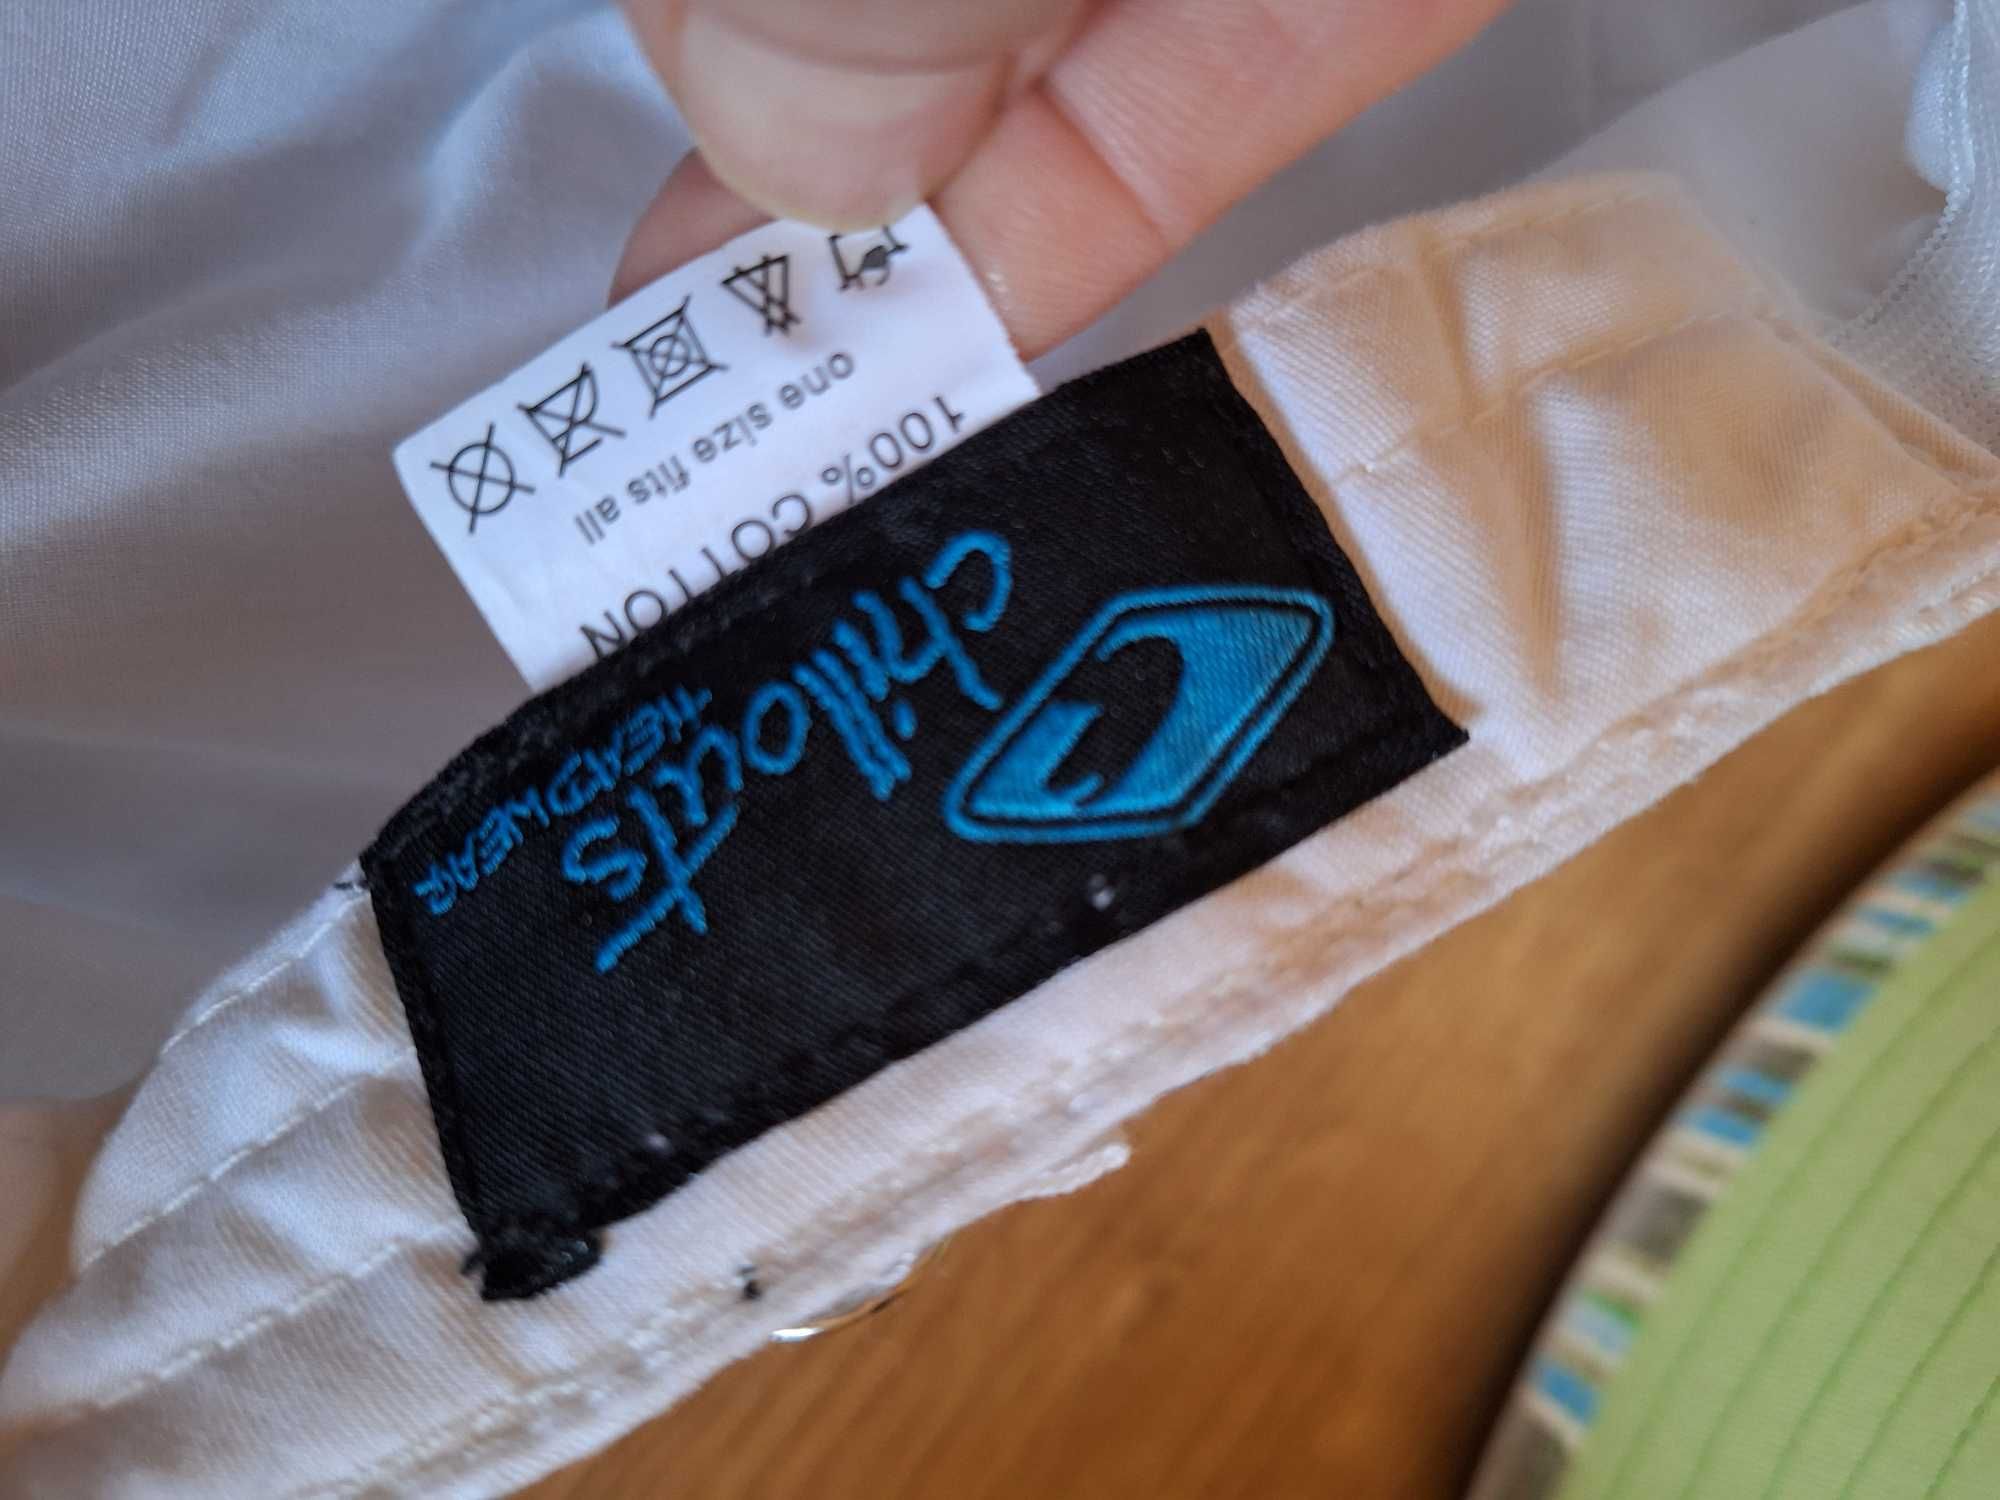 chillouts
HEADWEAR
100% COTTON
one size fits all